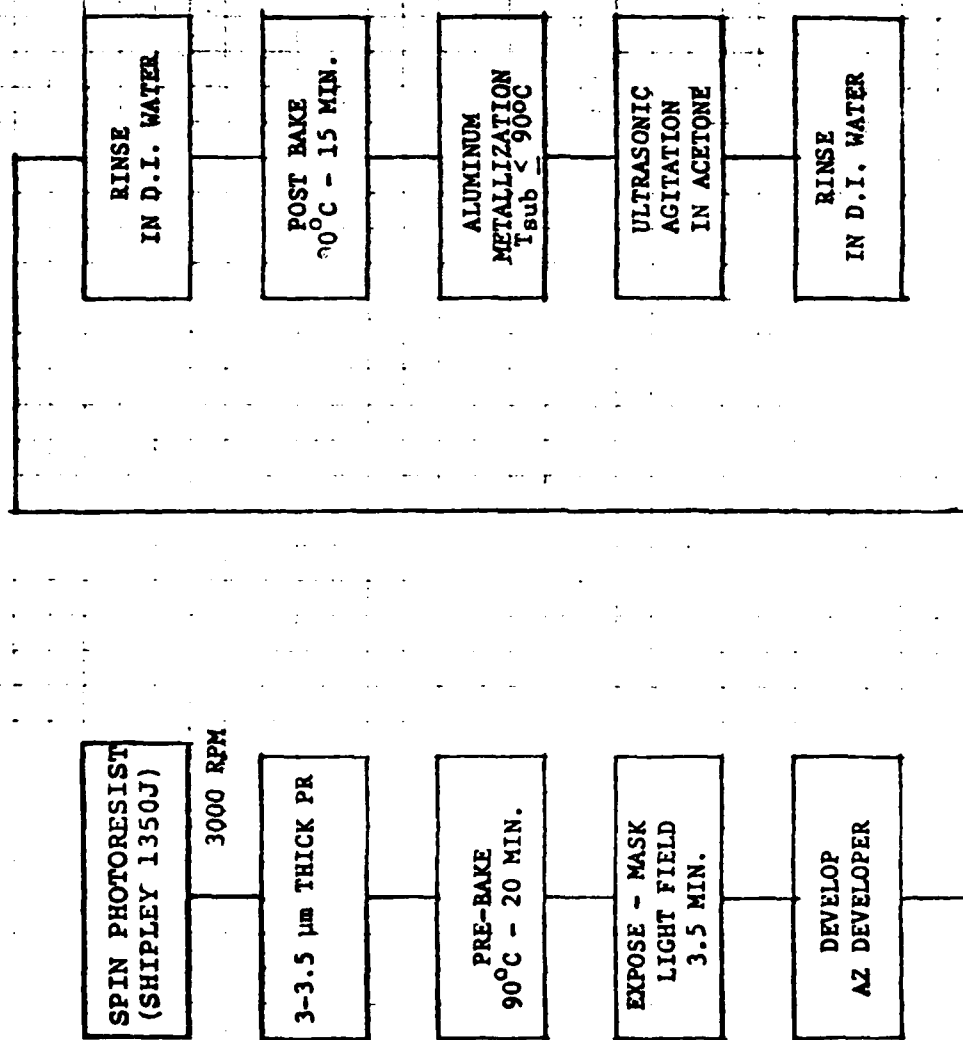 SPIN PHOTORESIST
(SHIPLEY 1350J)
3000 RPM
3-3.5 µm THICK PR
PRE-BAKE
90°C - 20 MIN.
EXPOSE - MASK
LIGHT FIELD
3.5 MIN.
DEVELOP
AZ DEVELOPER
RINSE
IN D.I. WATER
POST BAKE
90°C - 15 MIN.
ALUMINUM
METALLIZATION
Tsub ≤ 90°C
ULTRASONIC
AGITATION
IN ACETONE
RINSE
IN D.I. WATER